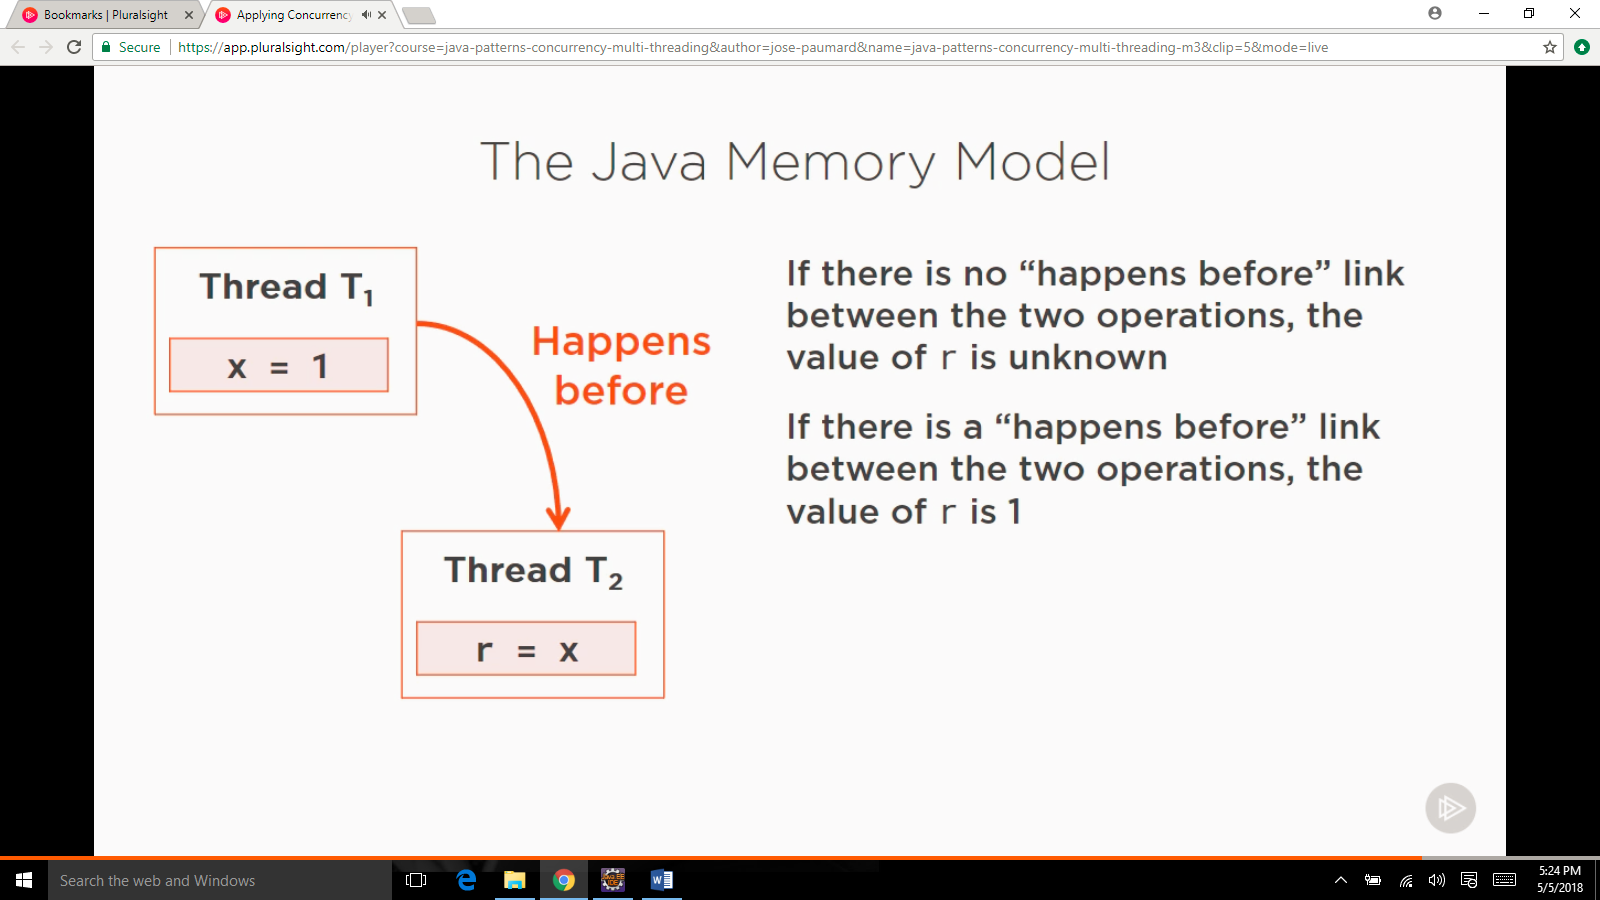 Bookmarks | Pluralsight
Applying Concurrency
Secure
https://app.pluralsight.com/player?course=java-patterns-concurrency-multi-threading&author=jose-paumard&name=java-patterns-concurrency-multi-threading-m3&clip=5&mode=live
The Java Memory Model
Thread T₁
x = 1
Happens
before
Thread T₂
r = x
If there is no “happens before” link
between the two operations, the
value of r is unknown
If there is a “happens before” link
between the two operations, the
value of r is 1
Search the web and Windows
Java EE
IDE
5:24 PM
5/5/2018